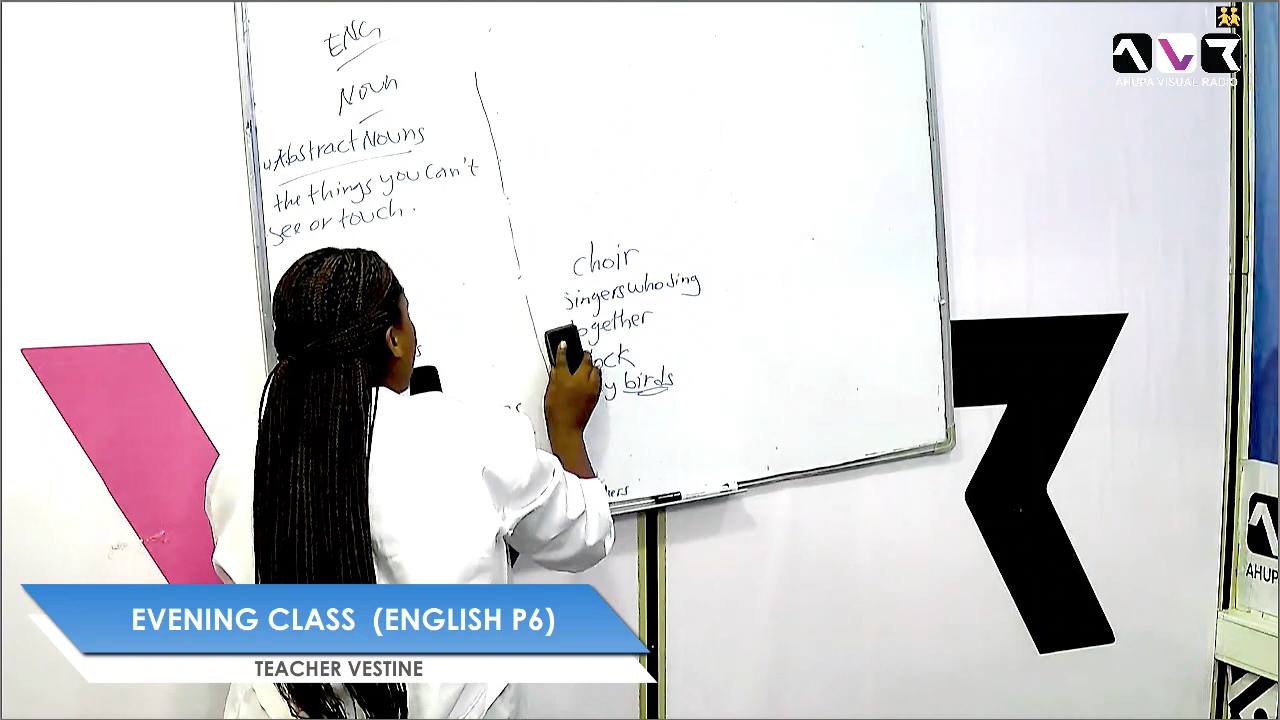 ENG
Noun
Abstract Nouns
the things you can't
see or touch.
choir
singers who sing
together
birds
AHUPA VISUAL RADIO
AHUP
EVENING CLASS (ENGLISH P6)
TEACHER VESTINE